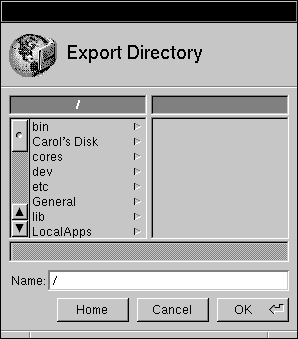 Export Directory
/
bin
Carol's Disk
cores
dev
etc
General
lib
LocalApps
Name: /
Home Cancel OK